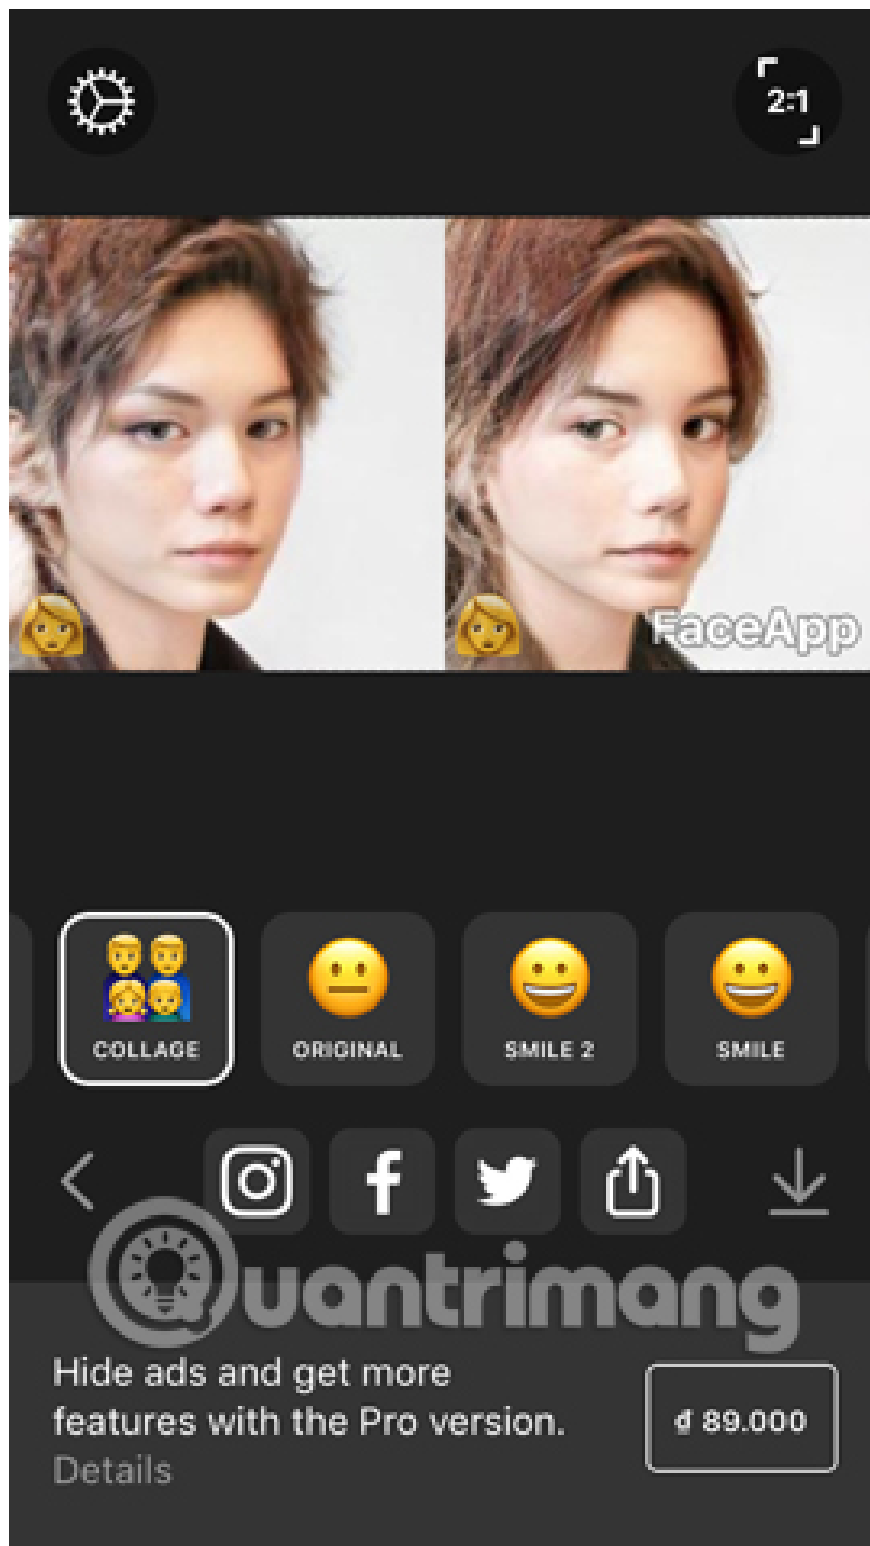 2:1
FaceApp
COLLAGE
ORIGINAL
SMILE 2
SMILE
Quantrimang
Hide ads and get more
features with the Pro version.
Details
đ 89.000